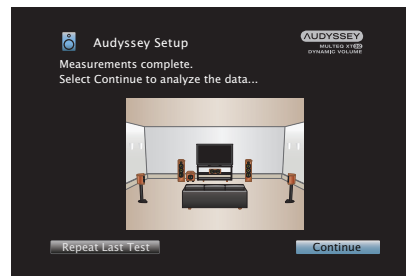 Audyssey Setup
AUDYSSEY
MULTEQ XT32
DYNAMIC VOLUME
Measurements complete.
Select Continue to analyze the data...
Repeat Last Test
Continue